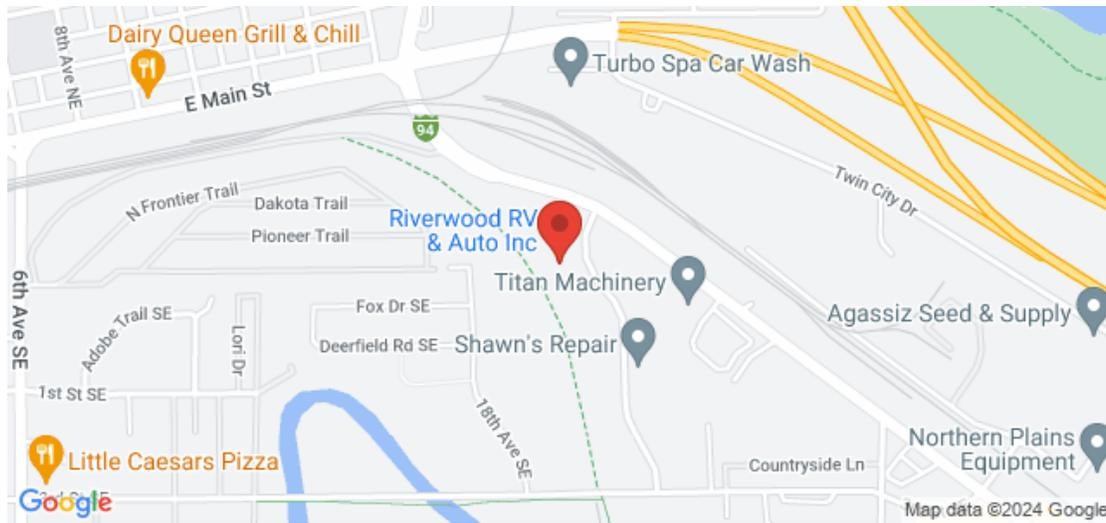 Dairy Queen Grill & Chill
8th Ave NE
E Main St
Turbo Spa Car Wash
94
Twin City Dr
N Frontier Trail
Dakota Trail
Pioneer Trail
Riverwood RV
& Auto Inc
Titan Machinery
6th Ave SE
Adobe Trail SE
Fox Dr SE
Agassiz Seed & Supply
Lori Dr
Deerfield Rd SE
Shawn's Repair
1st St SE
18th Ave SE
Northern Plains
Equipment
Little Caesars Pizza
Countryside Ln
3rd St SE
Google
Map data ©2024 Google